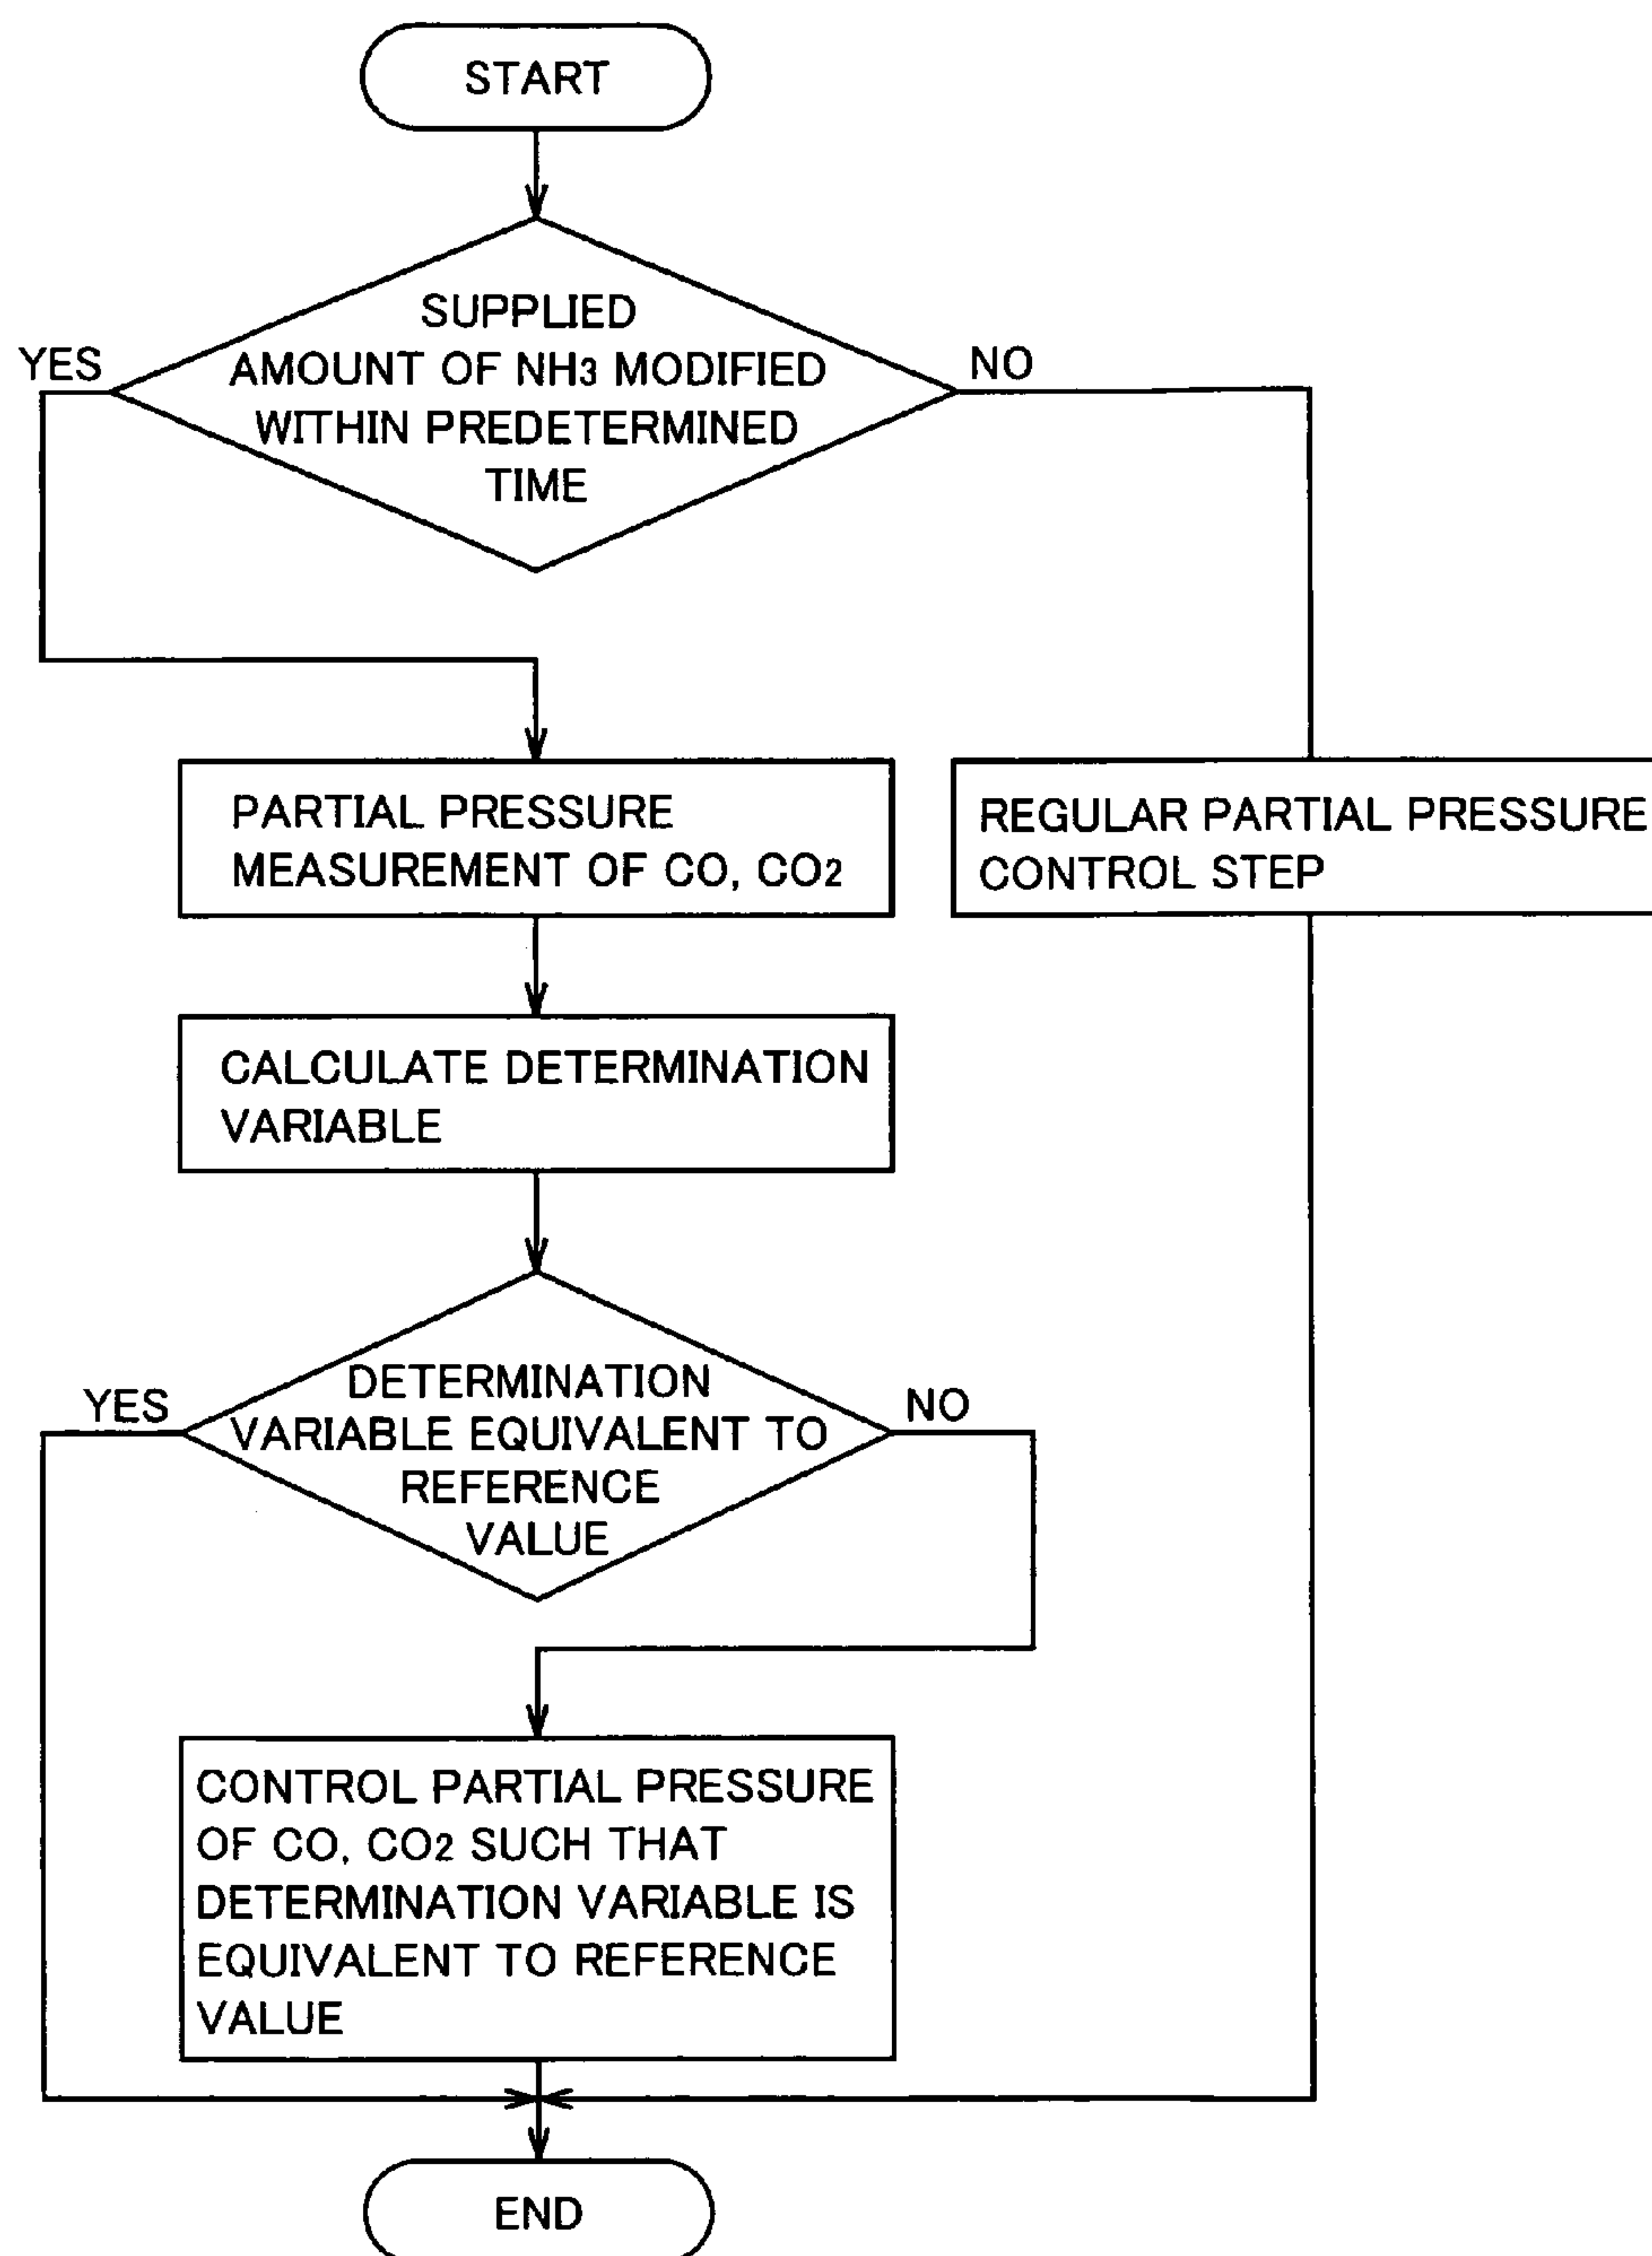 START
SUPPLIED
AMOUNT OF NH3 MODIFIED
WITHIN PREDETERMINED
TIME
YES
NO
PARTIAL PRESSURE
MEASUREMENT OF CO, CO2
REGULAR PARTIAL PRESSURE
CONTROL STEP
CALCULATE DETERMINATION
VARIABLE
DETERMINATION
VARIABLE EQUIVALENT TO
REFERENCE
VALUE
YES
NO
CONTROL PARTIAL PRESSURE
OF CO, CO2 SUCH THAT
DETERMINATION VARIABLE IS
EQUIVALENT TO REFERENCE
VALUE
END